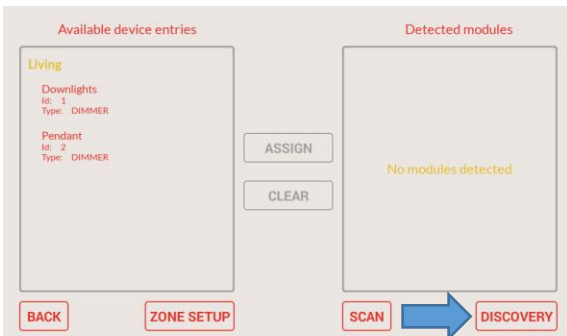 Available device entries
Detected modules
Living
Downlights
Id: 1
Type: DIMMER
Pendant
Id: 2
Type: DIMMER
ASSIGN
CLEAR
No modules detected
BACK
ZONE SETUP
SCAN
DISCOVERY